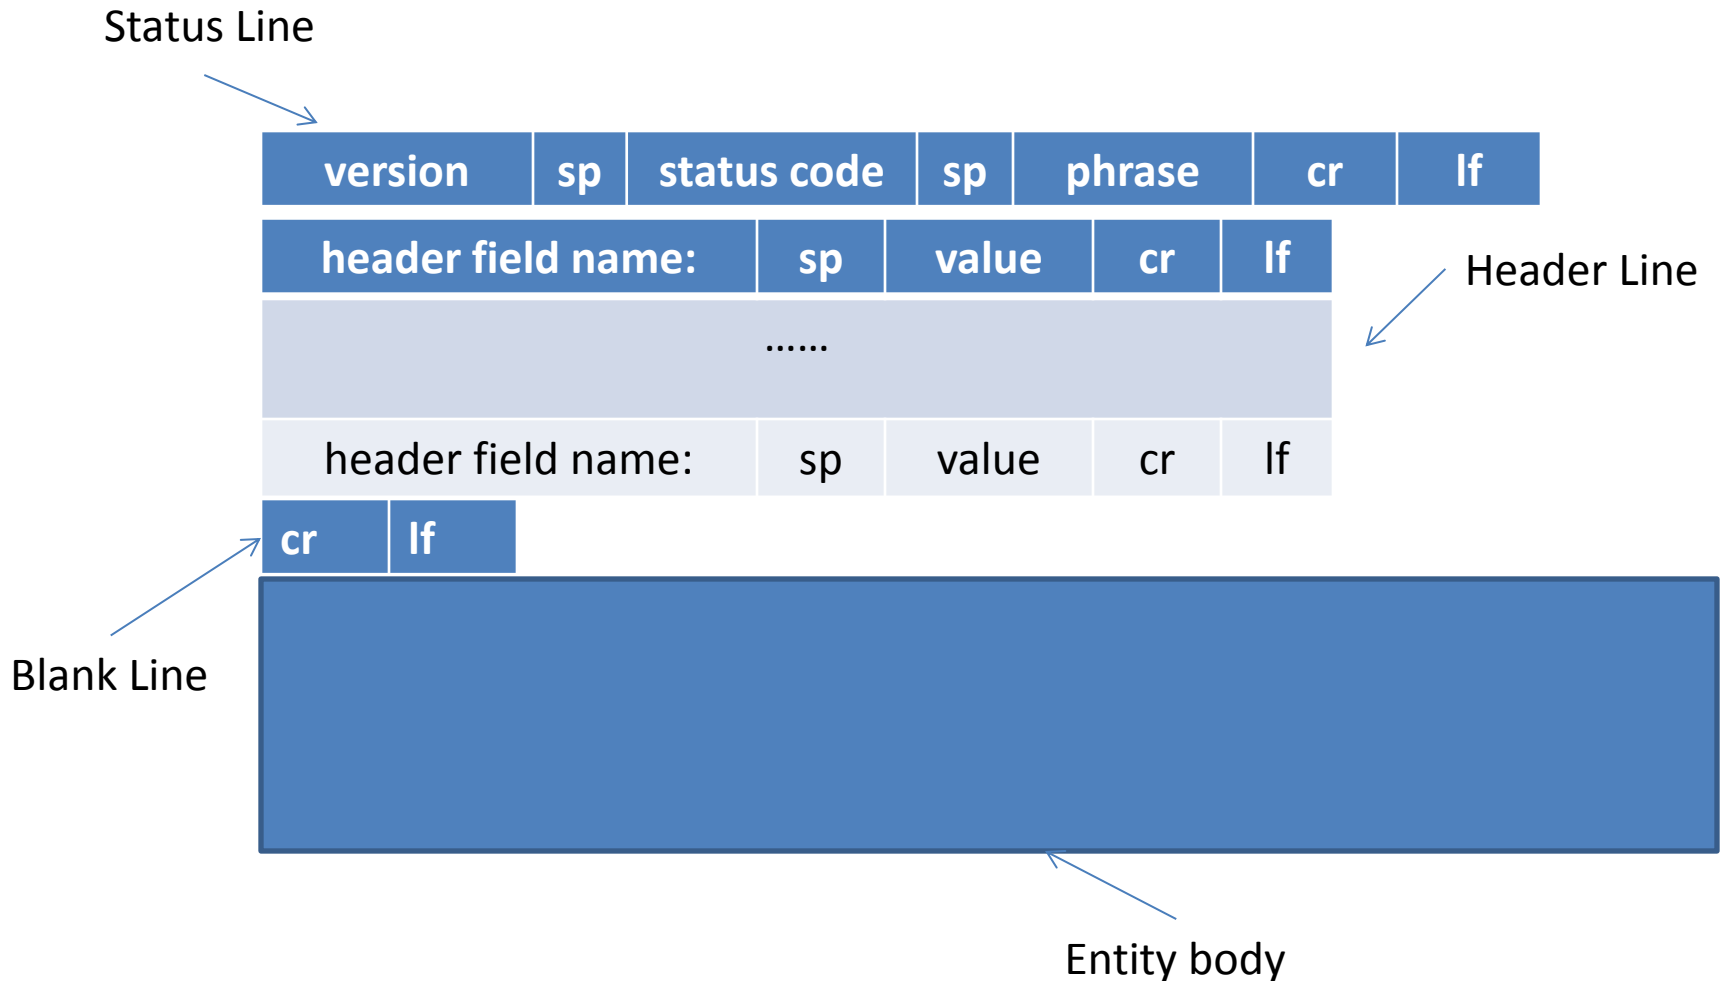 Status Line
version sp status code sp phrase cr lf
header field name: sp value cr lf
Header Line
......
header field name: sp value cr lf
cr lf
Blank Line
Entity body